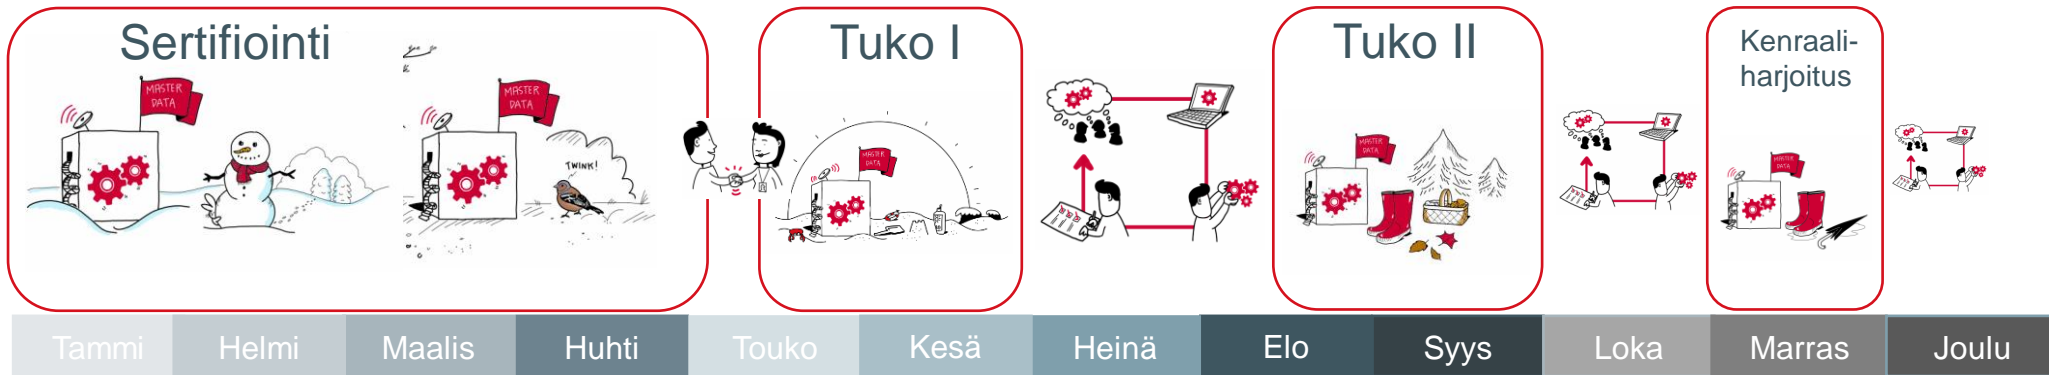 Sertifiointi
Tuko I
Tuko II
Kenraali-
harjoitus
MASTER
DATA
MASTER
DATA
TWINK!
MASTER
DATA
MASTER
DATA
MASTER
DATA
Tammi
Helmi
Maalis
Huhti
Touko
Kesä
Heinä
Elo
Syys
Loka
Marras
Joulu